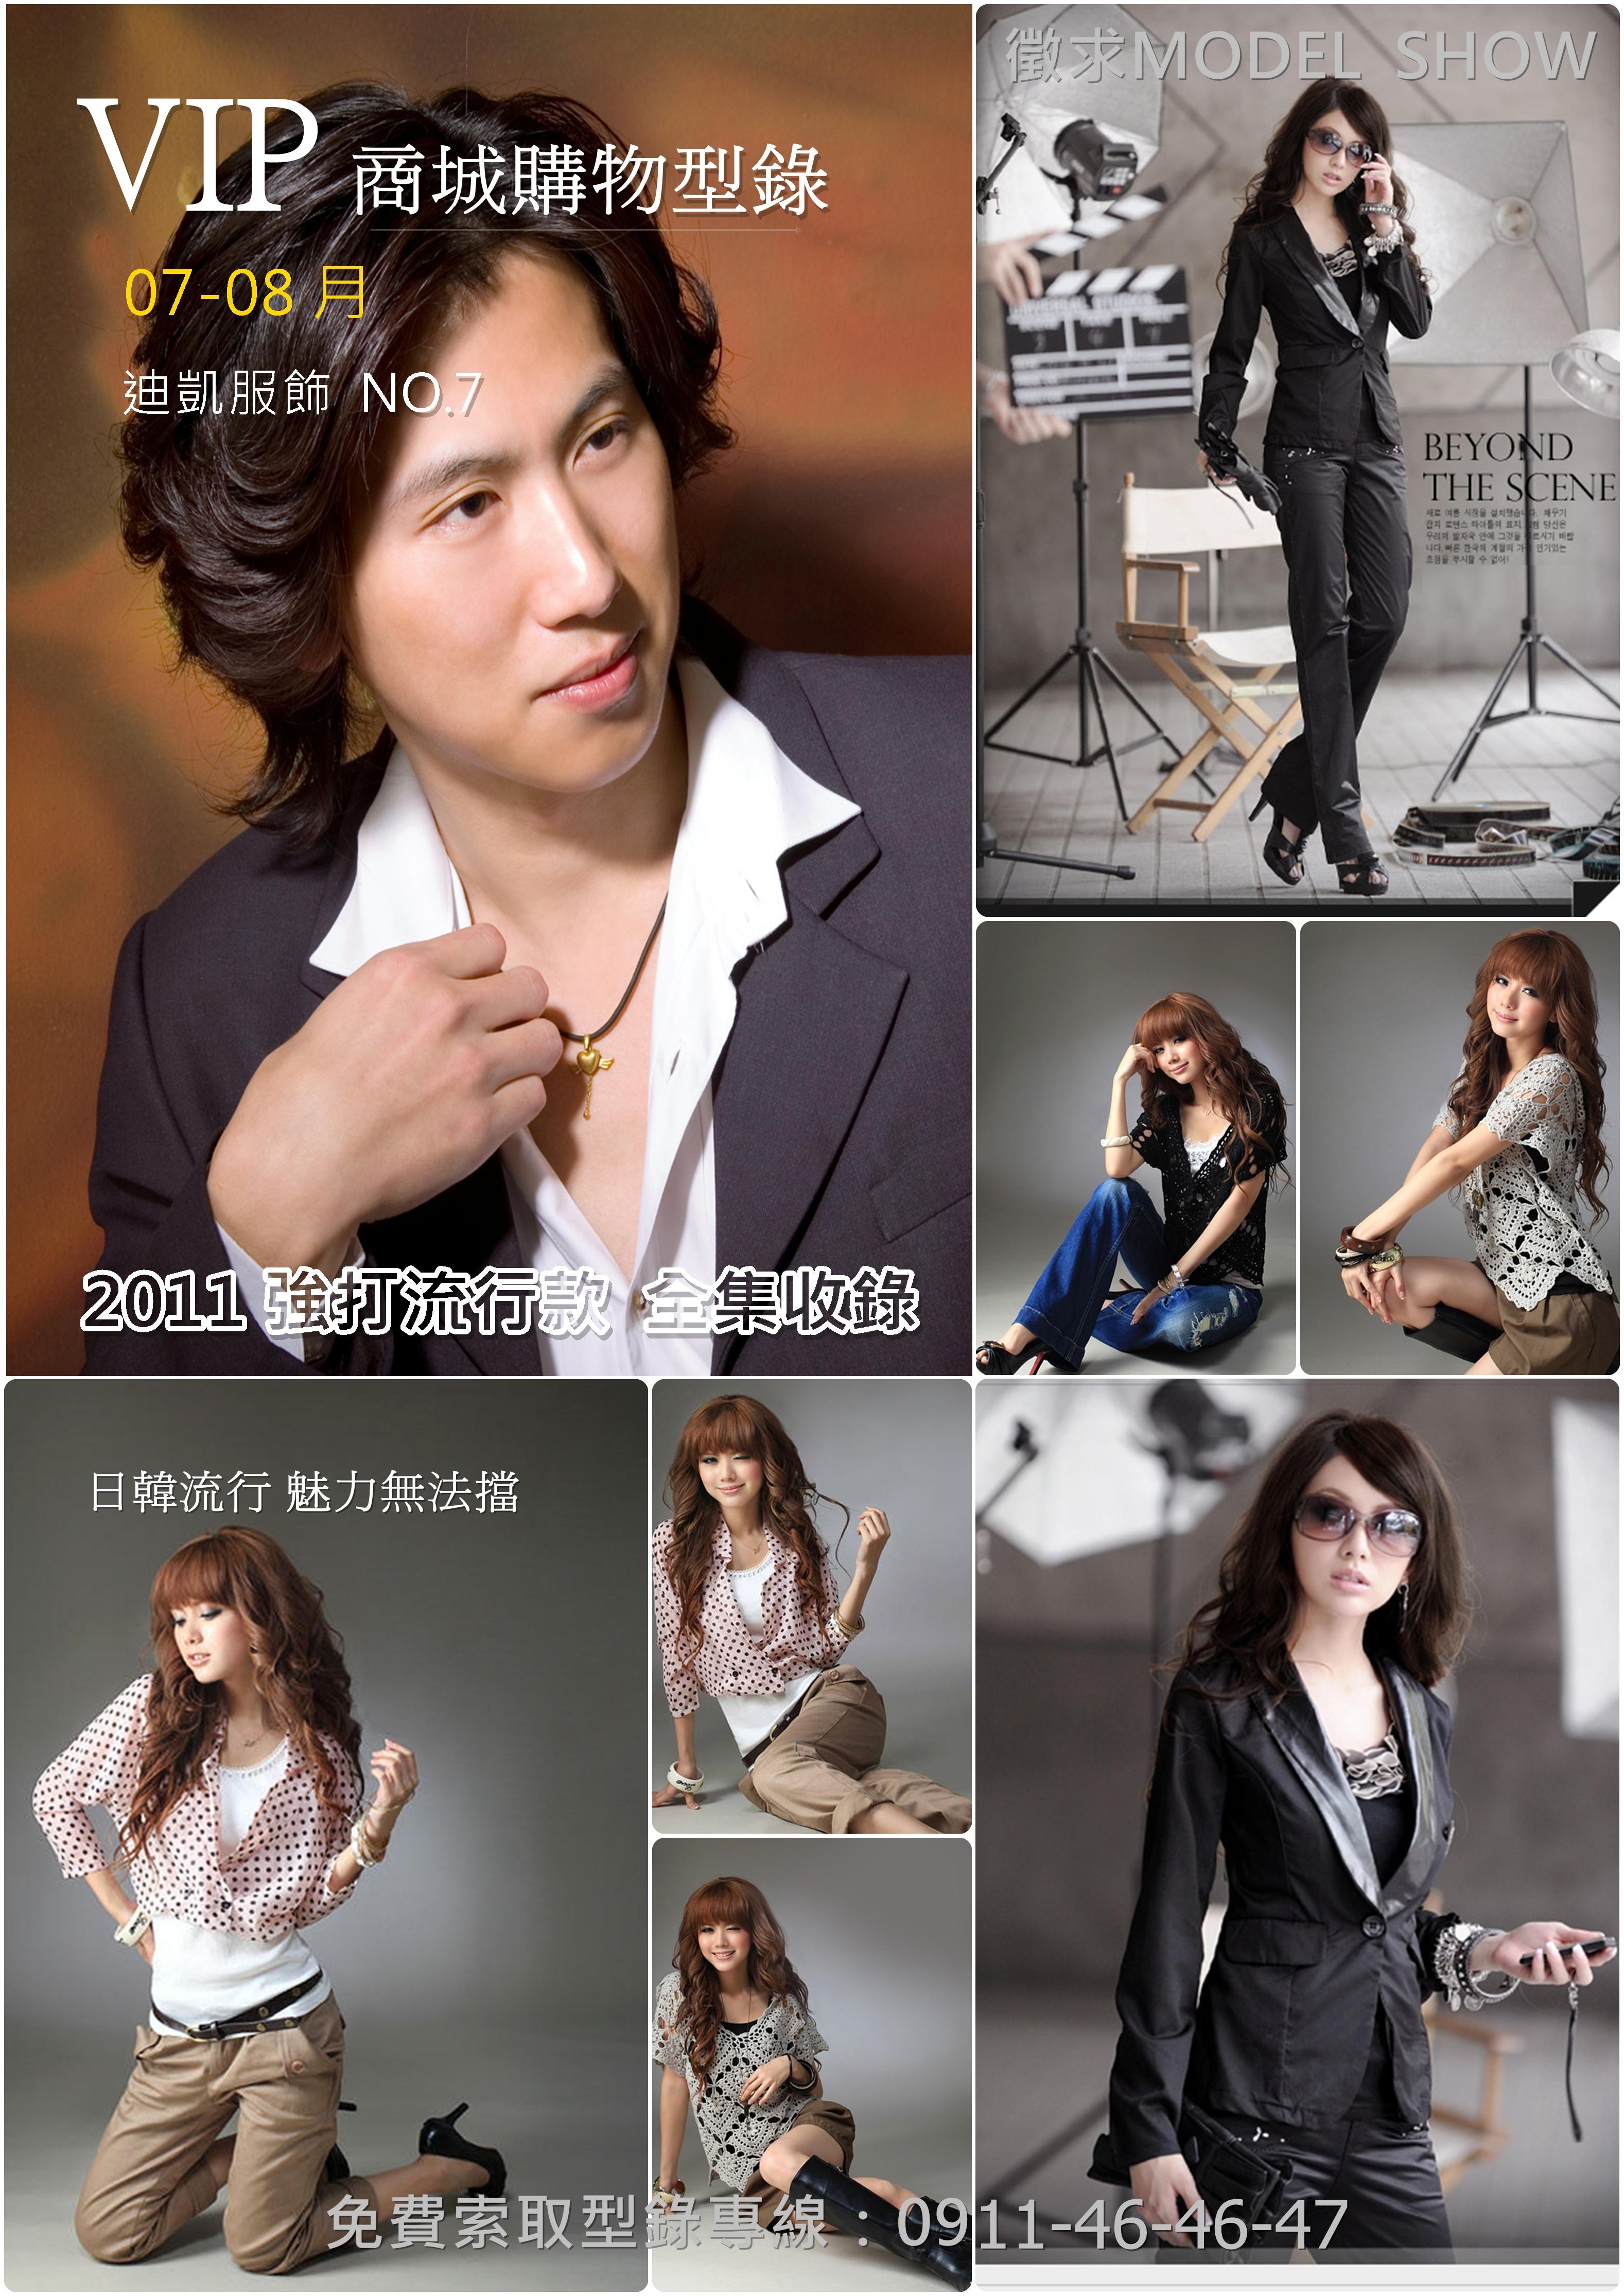 VIP 商城購物型錄
07-08 月
迪凱服飾 NO.7
2011 強打流行款 全集收錄
徵求MODEL SHOW
BEYOND
THE SCENE
日韓流行 魅力無法擋
免費索取型錄專線：0911-46-46-47